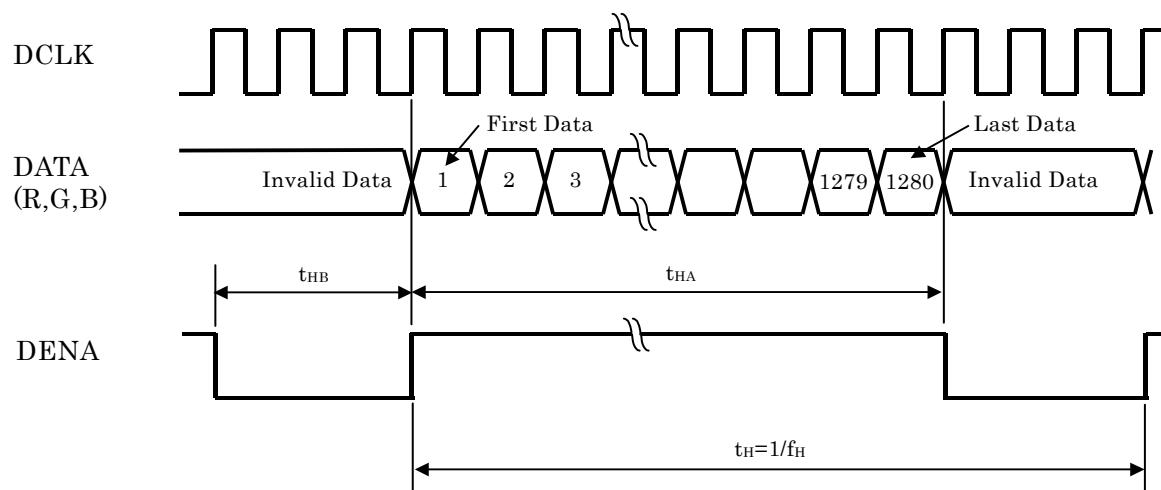 DCLK
First Data
Last Data
DATA
(R,G,B)
Invalid Data
1
2
3
1279
1280
Invalid Data
tHB
tHA
DENA
tH=1/fH